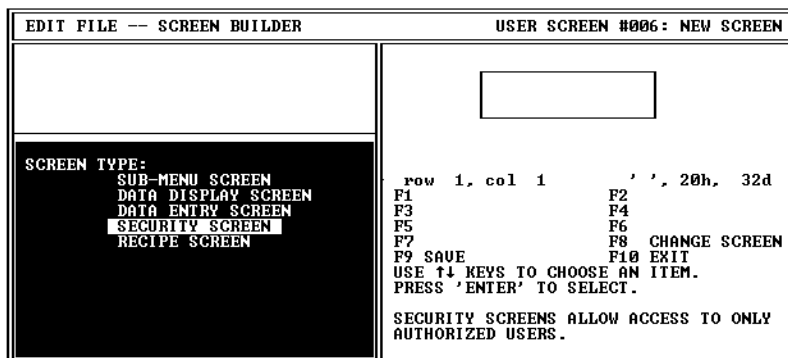 EDIT FILE -- SCREEN BUILDER
USER SCREEN #006: NEW SCREEN
SCREEN TYPE:
SUB-MENU SCREEN
DATA DISPLAY SCREEN
DATA ENTRY SCREEN
SECURITY SCREEN
RECIPE SCREEN
row 1, col 1 ' ', 20h, 32d
F1 F2
F3 F4
F5 F6
F7 F8 CHANGE SCREEN
F9 SAVE F10 EXIT
USE ↑↓ KEYS TO CHOOSE AN ITEM.
PRESS 'ENTER' TO SELECT.
SECURITY SCREENS ALLOW ACCESS TO ONLY
AUTHORIZED USERS.